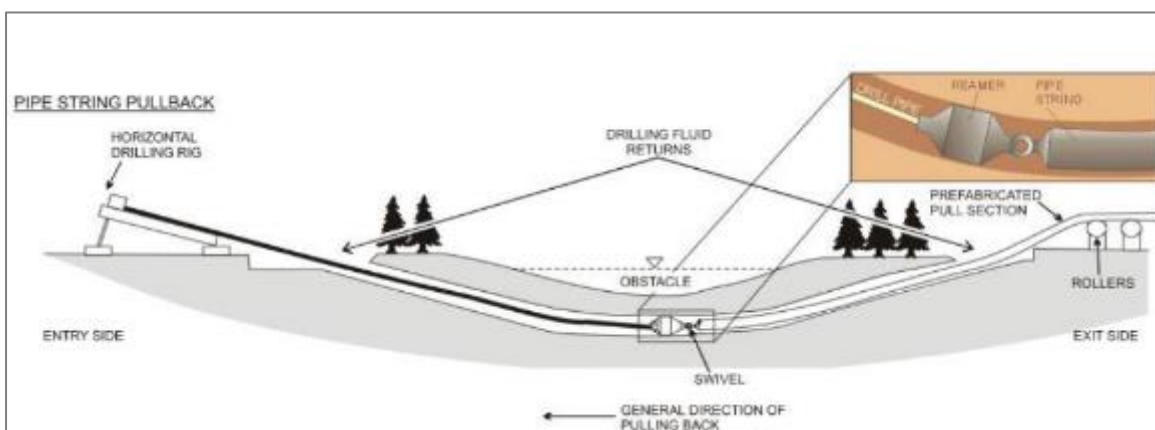 PIPE STRING PULLBACK
HORIZONTAL
DRILLING RIG
DRILLING FLUID
RETURNS
DRILL PIPE
REAMER
PIPE
STRING
PREFABRICATED
PULL SECTION
OBSTACLE
ROLLERS
ENTRY SIDE
EXIT SIDE
SWIVEL
GENERAL DIRECTION OF
PULLING BACK